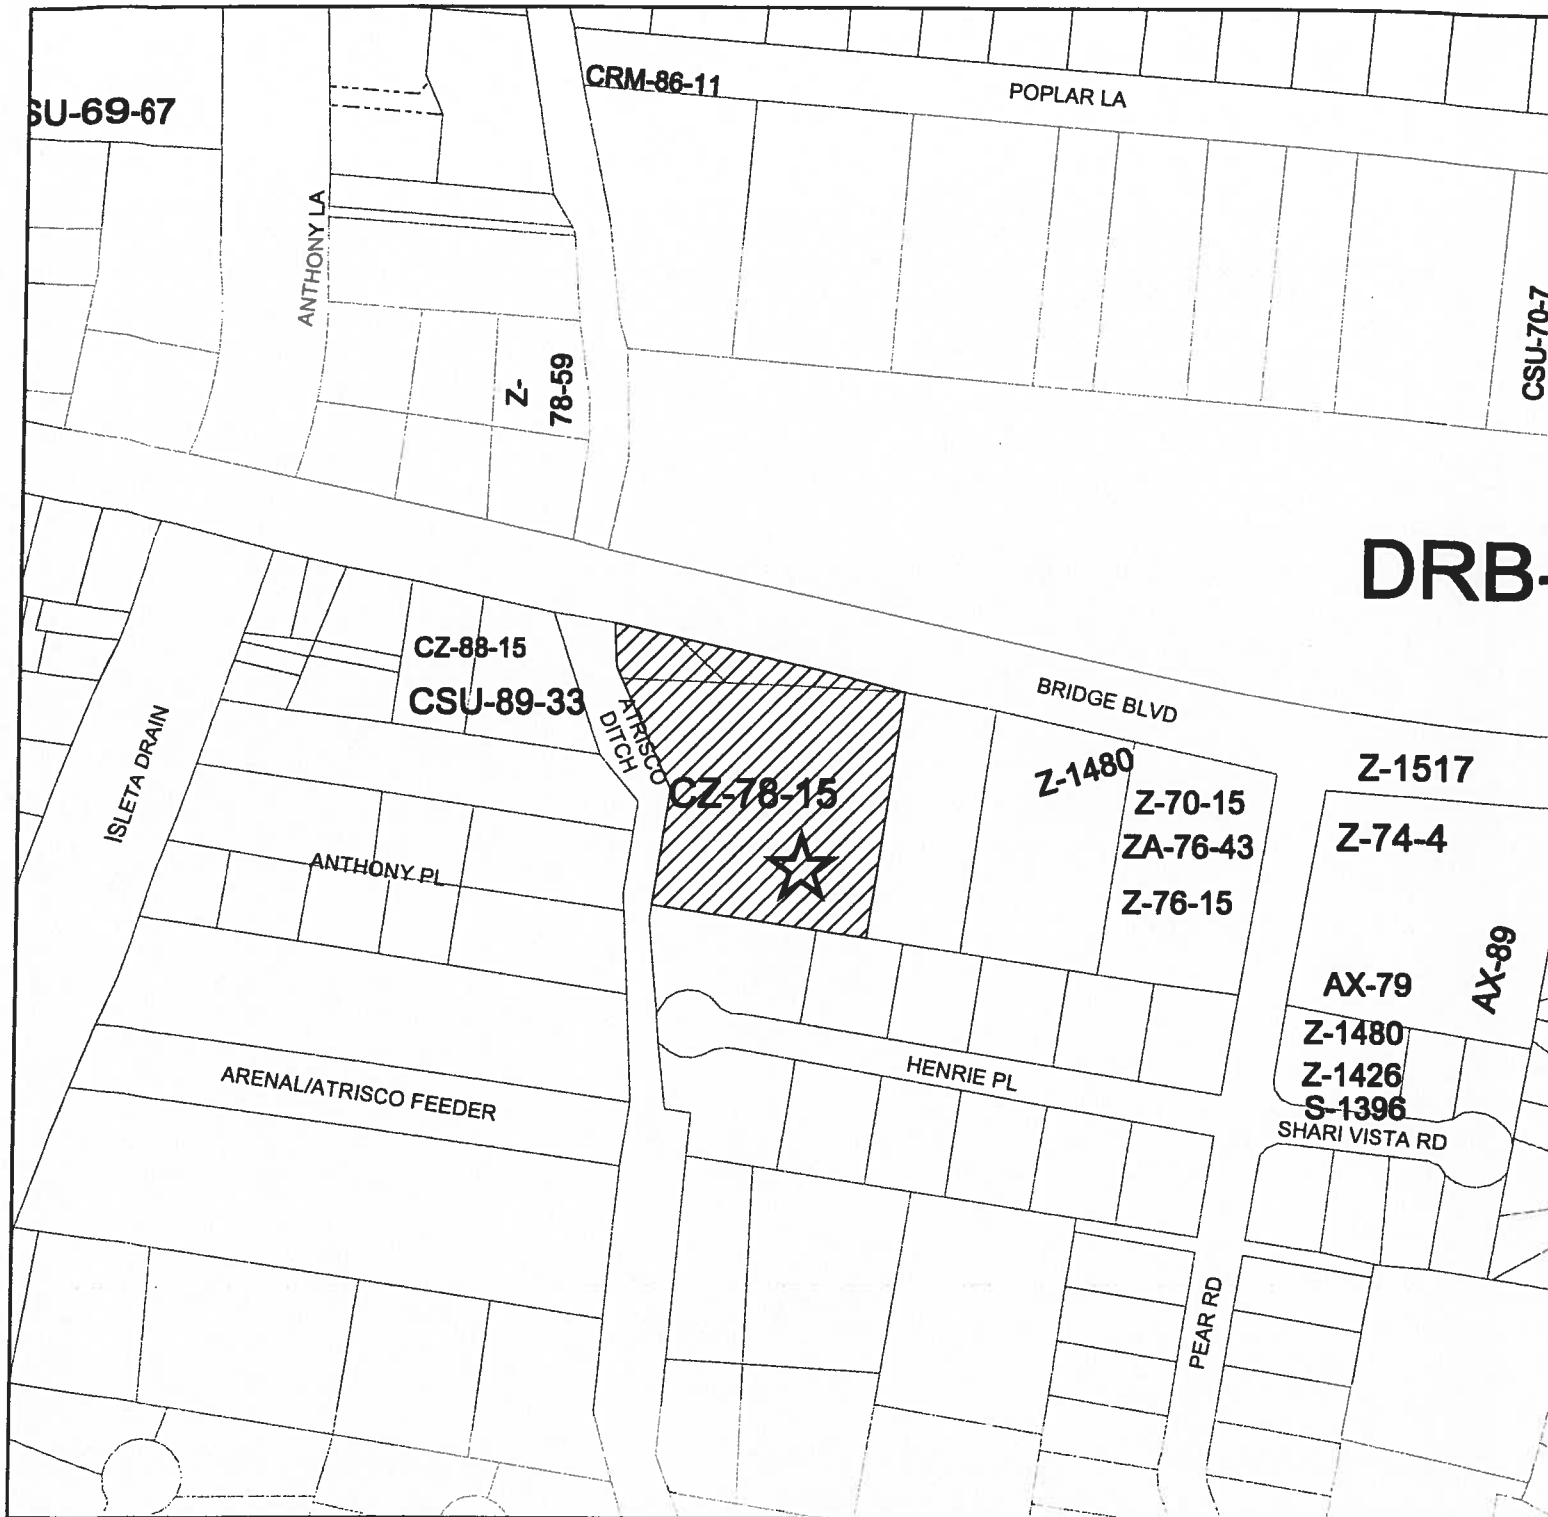 CRM-86-11
POPLAR LA
SU-69-67
ANTHONY LA
Z-
78-59
CSU-70-7
DRB-
CZ-88-15
CSU-89-33
ATRISCO
DITCH
BRIDGE BLVD
ISLETA DRAIN
CZ-78-15
Z-1480
Z-1517
Z-70-15
ZA-76-43
Z-76-15
Z-74-4
ANTHONY PL
AX-89
AX-79
Z-1480
Z-1426
S-1396
SHARI VISTA RD
HENRIE PL
ARENAL/ATRISCO FEEDER
PEAR RD